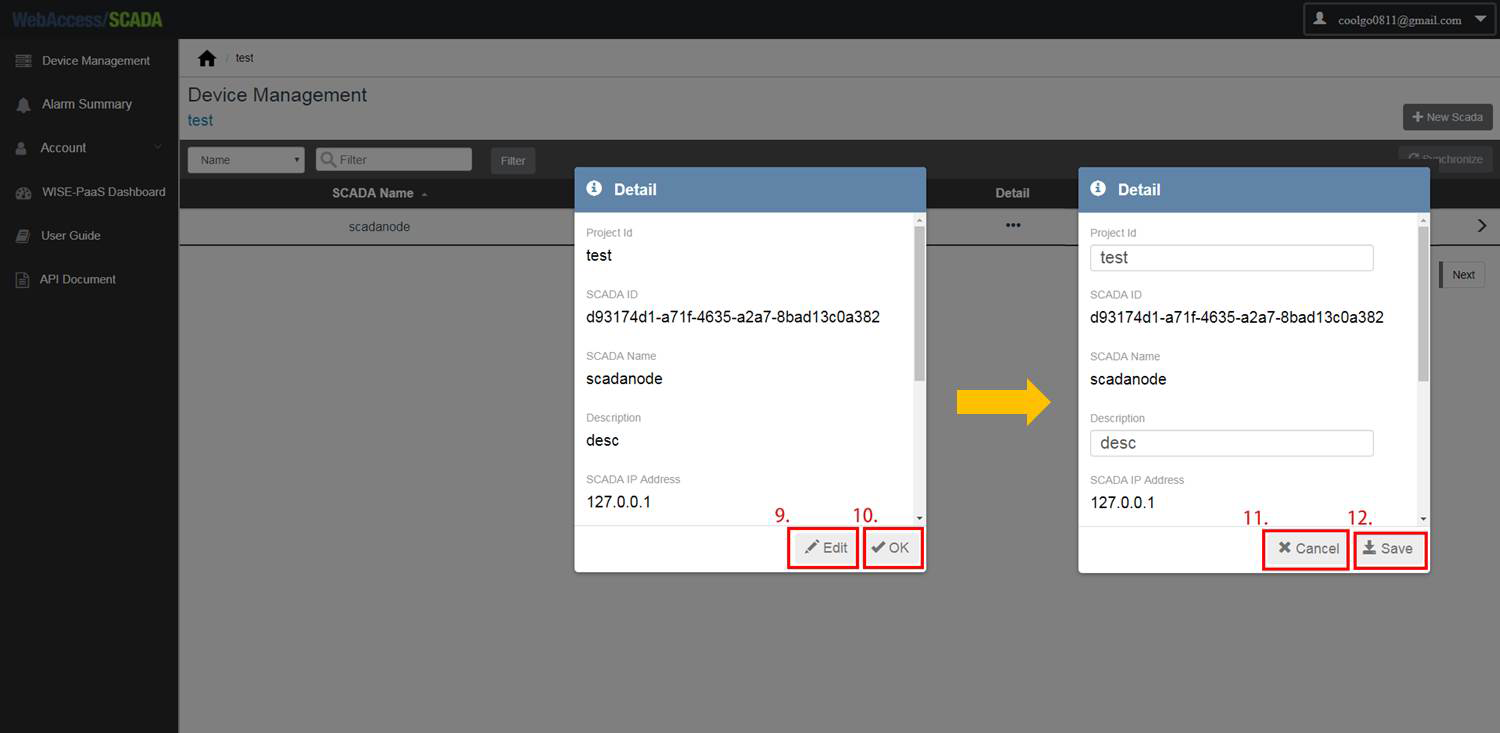 WebAccess/SCADA
coolgo0811@gmail.com
Device Management
Alarm Summary
Account
WISE-PaaS Dashboard
User Guide
API Document
/ test
Device Management
test
+ New Scada
Name
Filter
Filter
Synchronize
SCADA Name
Detail
scadanode
•••
Next
Detail
Project Id
test
SCADA ID
d93174d1-a71f-4635-a2a7-8bad13c0a382
SCADA Name
scadanode
Description
desc
SCADA IP Address
127.0.0.1
9.
10.
Edit
OK
Detail
Project Id
test
SCADA ID
d93174d1-a71f-4635-a2a7-8bad13c0a382
SCADA Name
scadanode
Description
desc
SCADA IP Address
127.0.0.1
11.
12.
Cancel
Save